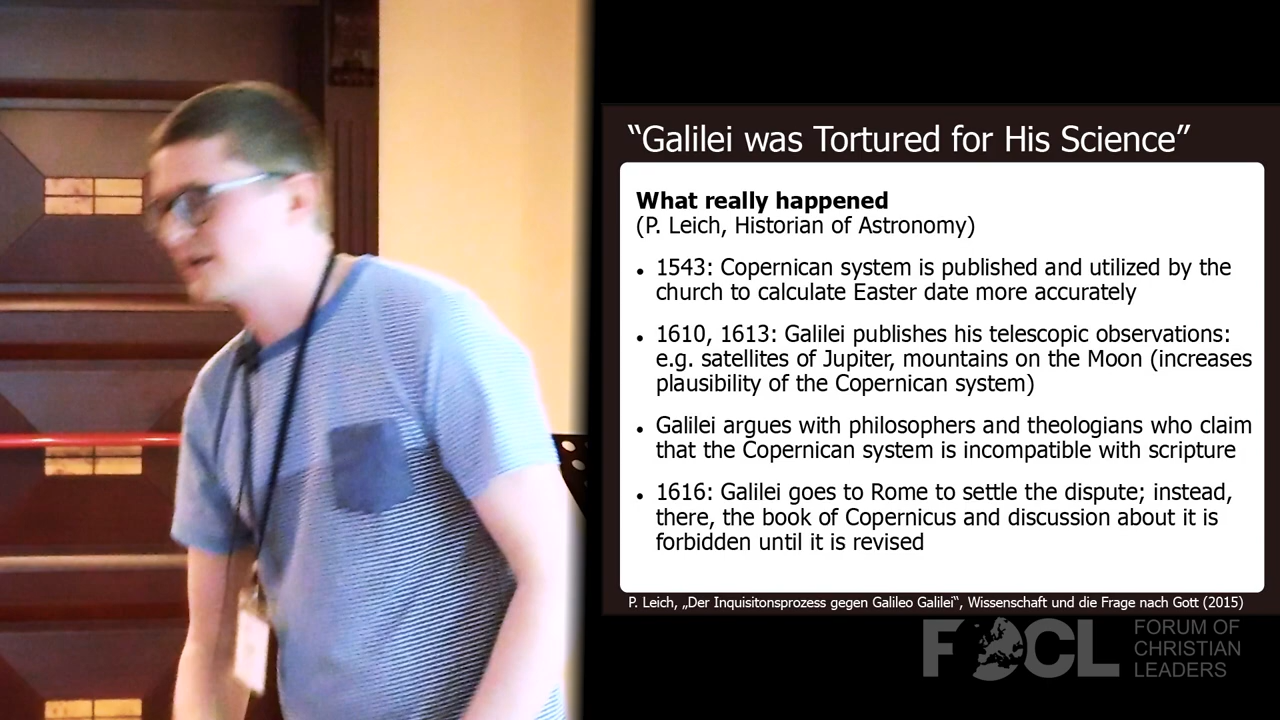 “Galilei was Tortured for His Science”
What really happened
(P. Leich, Historian of Astronomy)
• 1543: Copernican system is published and utilized by the
church to calculate Easter date more accurately
• 1610, 1613: Galilei publishes his telescopic observations:
e.g. satellites of Jupiter, mountains on the Moon (increases
plausibility of the Copernican system)
• Galilei argues with philosophers and theologians who claim
that the Copernican system is incompatible with scripture
• 1616: Galilei goes to Rome to settle the dispute; instead,
there, the book of Copernicus and discussion about it is
forbidden until it is revised
P. Leich, „Der Inquisitonsprozess gegen Galileo Galilei“, Wissenschaft und die Frage nach Gott (2015)
FOCL
FORUM OF
CHRISTIAN
LEADERS